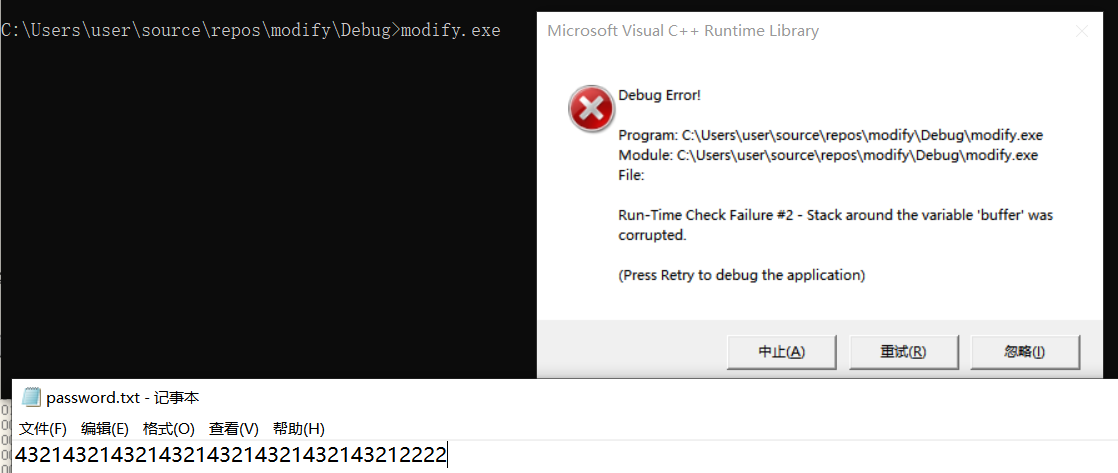 C:\Users\user\source\repos\modify\Debug>modify.exe
Microsoft Visual C++ Runtime Library
Debug Error!
Program: C:\Users\user\source\repos\modify\Debug\modify.exe
Module: C:\Users\user\source\repos\modify\Debug\modify.exe
File:
Run-Time Check Failure #2 - Stack around the variable 'buffer' was
corrupted.
(Press Retry to debug the application)
中止(A) 重试(R) 忽略(I)
password.txt - 记事本
文件(F) 编辑(E) 格式(O) 查看(V) 帮助(H)
432143214321432143214321432143212222